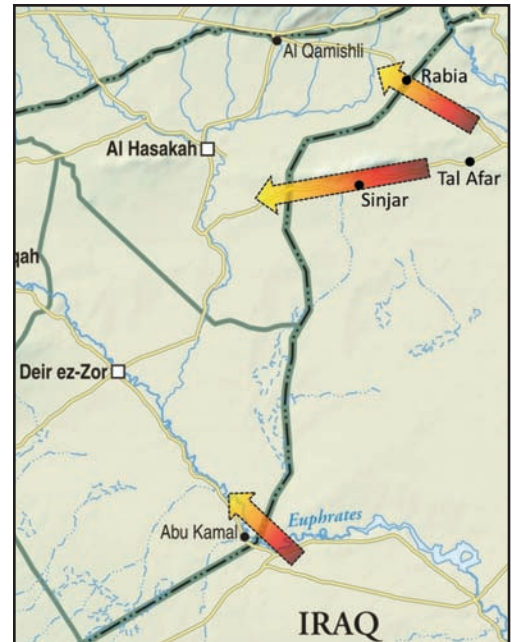 Al Qamishli
Rabia
Al Hasakah
Tal Afar
Sinjar
qah
Deir ez-Zor
Euphrates
Abu Kamal
IRAQ